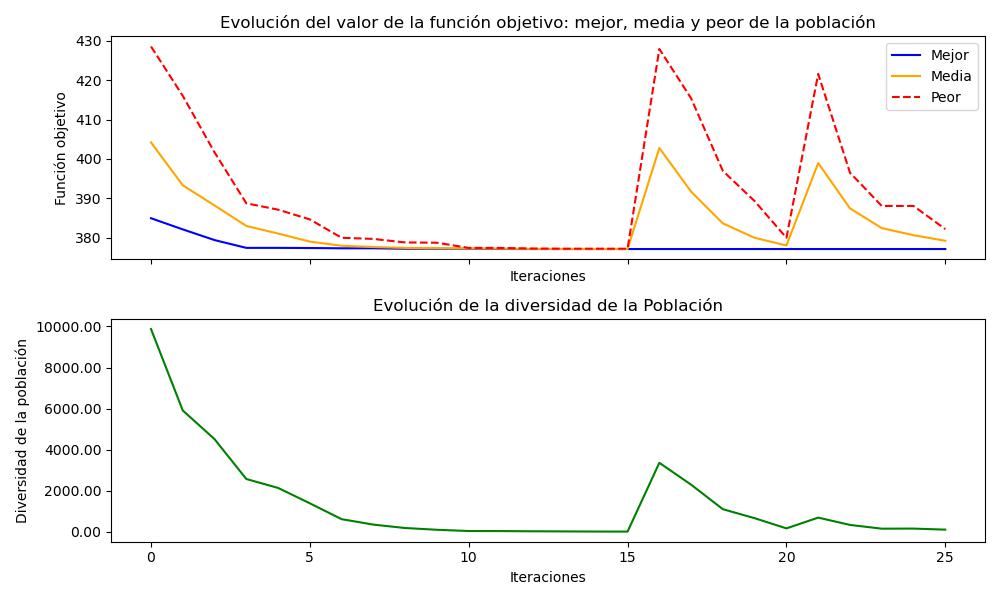 Evolución del valor de la función objetivo: mejor, media y peor de la población
430
420
410
400
390
380
Función objetivo
Mejor
Media
Peor
Iteraciones
Evolución de la diversidad de la Población
10000.00
8000.00
6000.00
4000.00
2000.00
0.00
Diversidad de la población
0 5 10 15 20 25
Iteraciones